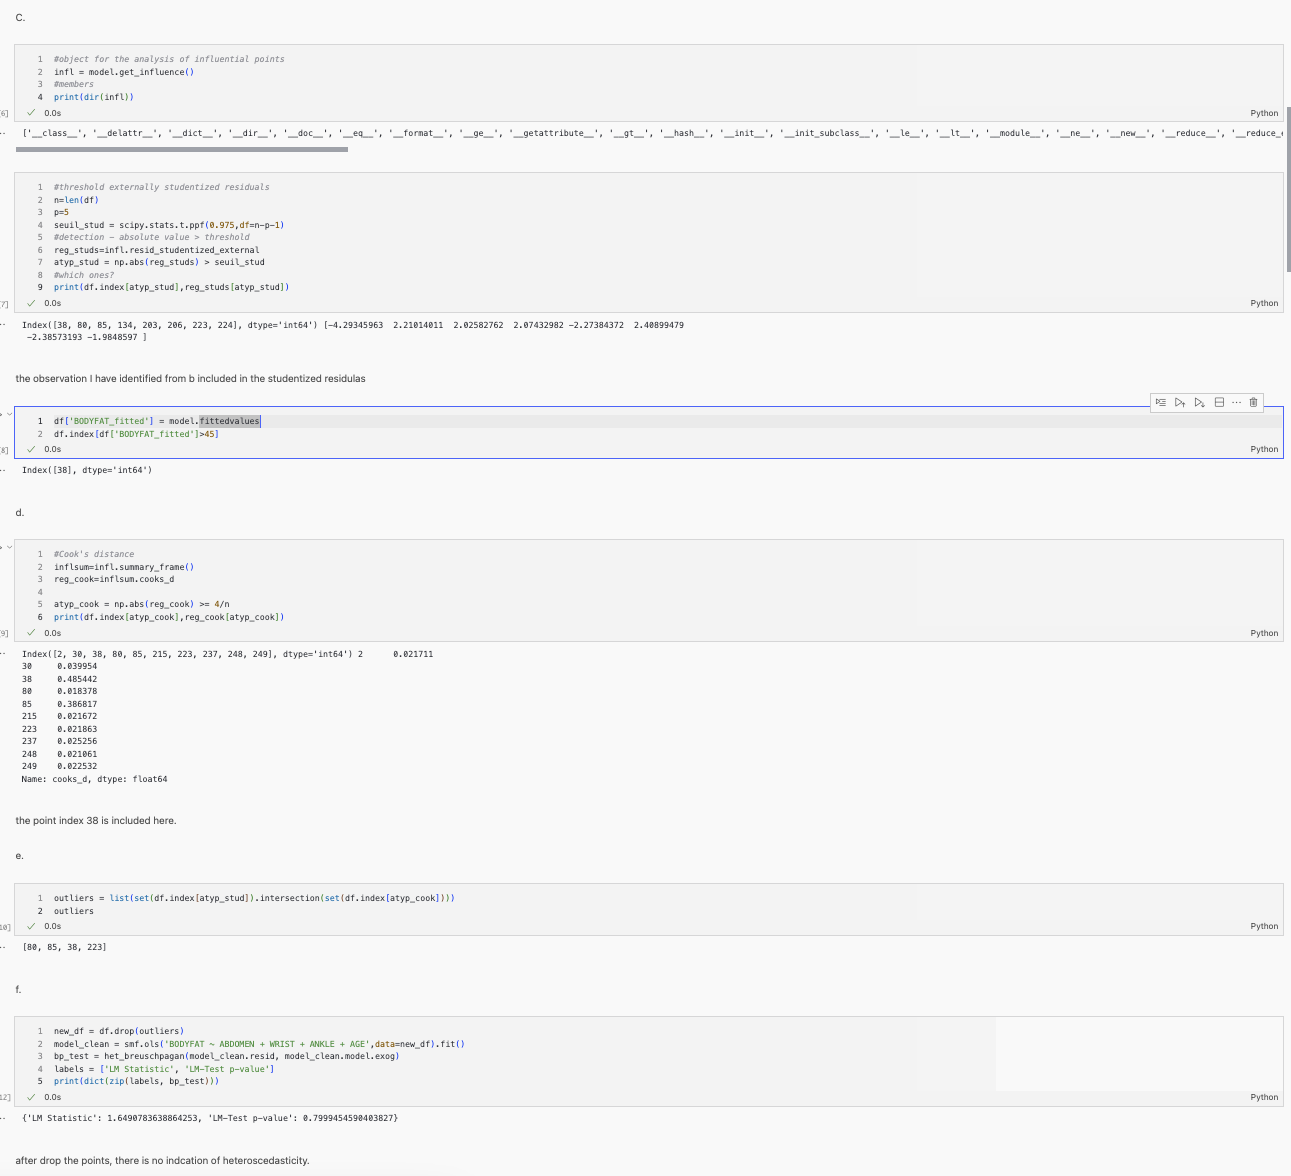 C.
1 #object for the analysis of influential points
2 infl = model.get_influence()
3 #members
4 print(dir(infl))
[6] ✓ 0.0s Python
['__class__', '__delattr__', '__dict__', '__dir__', '__doc__', '__eq__', '__format__', '__ge__', '__getattribute__', '__gt__', '__hash__', '__init__', '__init_subclass__', '__le__', '__lt__', '__module__', '__ne__', '__new__', '__reduce__', '__reduce_
1 #threshold externally studentized residuals
2 n=len(df)
3 p=5
4 seuil_stud = scipy.stats.t.ppf(0.975,df=n-p-1)
5 #detection - absolute value > threshold
6 reg_studs=infl.resid_studentized_external
7 atyp_stud = np.abs(reg_studs) > seuil_stud
8 #which ones?
9 print(df.index[atyp_stud],reg_studs[atyp_stud])
[7] ✓ 0.0s Python
Index([38, 80, 85, 134, 203, 206, 223, 224], dtype='int64') [-4.29345963  2.21014011  2.02582762  2.07432982 -2.27384372  2.40899479
-2.38573193 -1.9848597 ]
the observation I have identified from b included in the studentized residulas
1 df['BODYFAT_fitted'] = model.fittedvalues
2 df.index[df['BODYFAT_fitted']>45]
[8] ✓ 0.0s Python
Index([38], dtype='int64')
d.
1 #Cook's distance
2 inflsum=infl.summary_frame()
3 reg_cook=inflsum.cooks_d
4
5 atyp_cook = np.abs(reg_cook) >= 4/n
6 print(df.index[atyp_cook],reg_cook[atyp_cook])
[9] ✓ 0.0s Python
Index([2, 30, 38, 80, 85, 215, 223, 237, 248, 249], dtype='int64') 2      0.021711
30     0.039954
38     0.485442
80     0.018378
85     0.386817
215    0.021672
223    0.021863
237    0.025256
248    0.021061
249    0.022532
Name: cooks_d, dtype: float64
the point index 38 is included here.
e.
1 outliers = list(set(df.index[atyp_stud]).intersection(set(df.index[atyp_cook])))
2 outliers
10] ✓ 0.0s Python
[80, 85, 38, 223]
f.
1 new_df = df.drop(outliers)
2 model_clean = smf.ols('BODYFAT ~ ABDOMEN + WRIST + ANKLE + AGE',data=new_df).fit()
3 bp_test = het_breuschpagan(model_clean.resid, model_clean.model.exog)
4 labels = ['LM Statistic', 'LM-Test p-value']
5 print(dict(zip(labels, bp_test)))
12] ✓ 0.0s Python
{'LM Statistic': 1.6490783638864253, 'LM-Test p-value': 0.7999454590403827}
after drop the points, there is no indcation of heteroscedasticity.